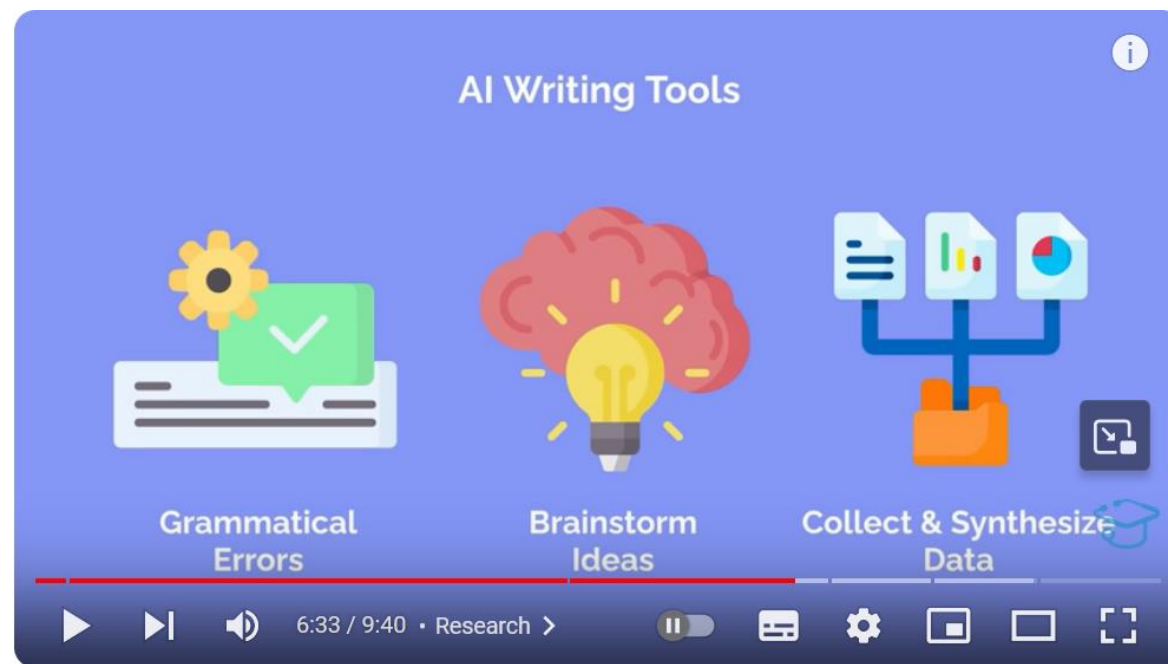 i
AI Writing Tools
Grammatical
Errors
Brainstorm
Ideas
Collect & Synthesize
Data
6:33 / 9:40 • Research >